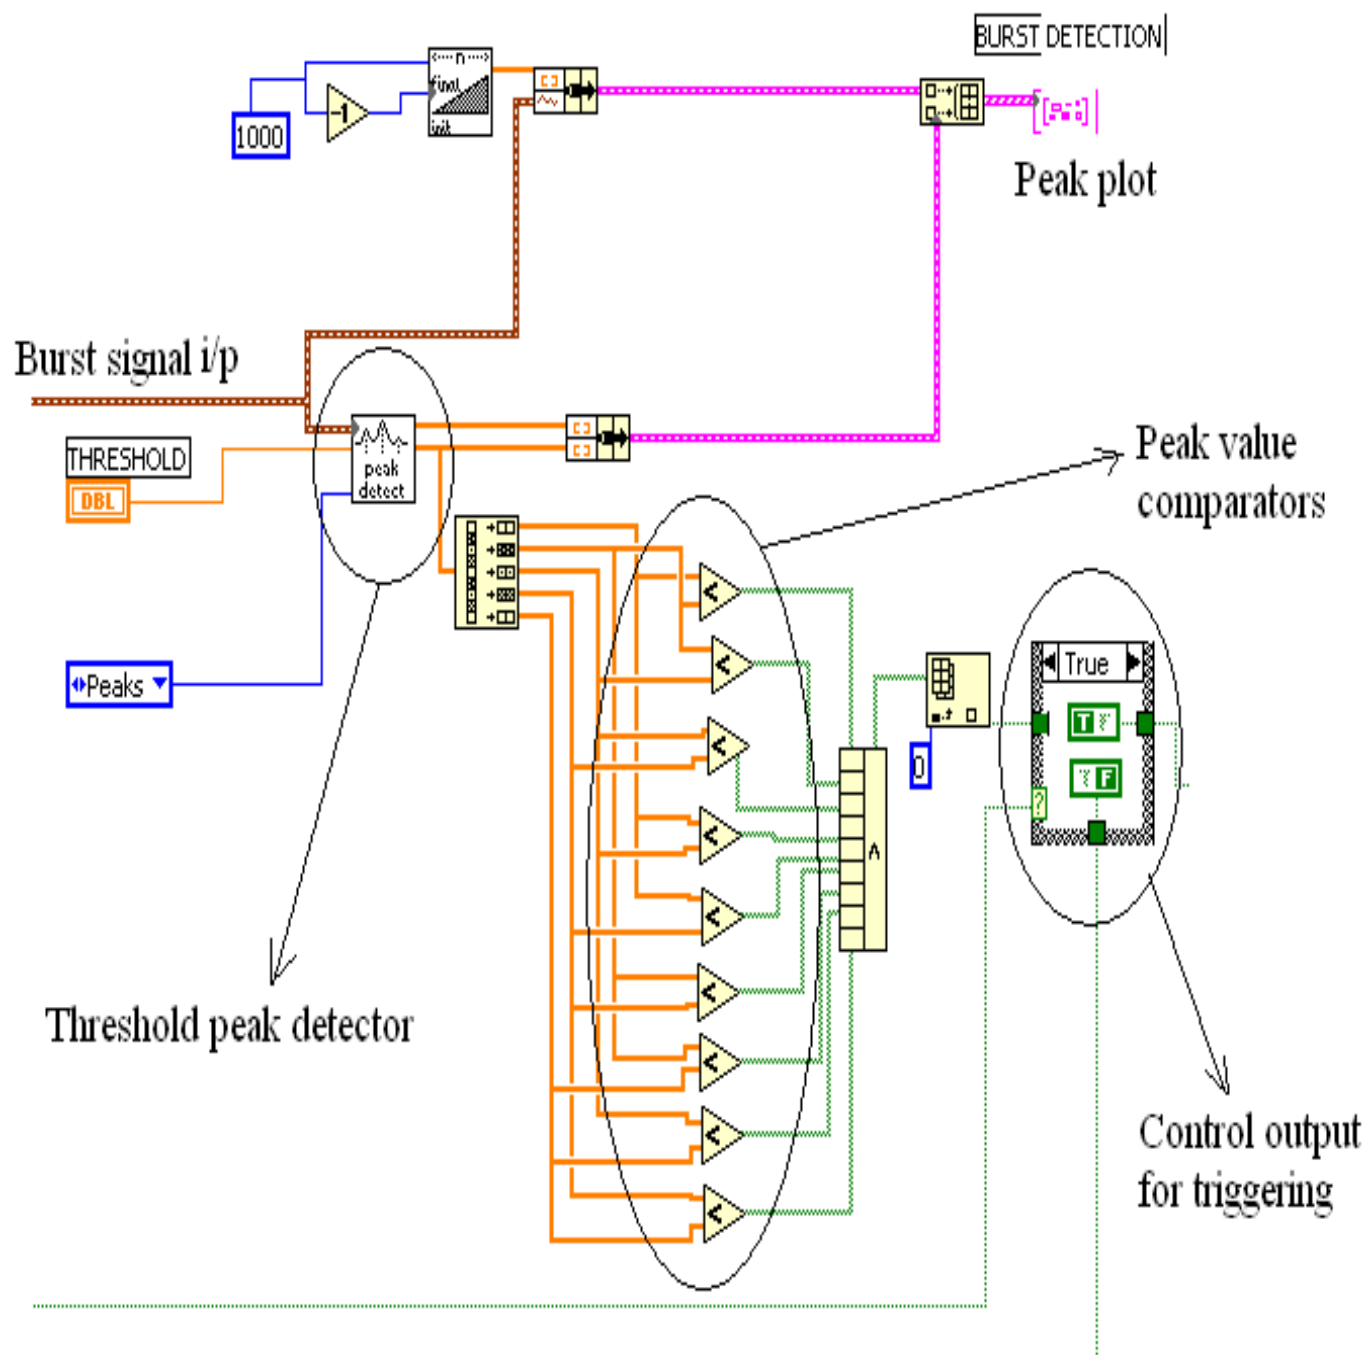 BURST DETECTION
n
final
init
-1
1000
Peak plot
Burst signal i/p
THRESHOLD
DBL
peak
detect
Peak value
comparators
Peaks
<
<
<
<
<
<
<
<
<
True
T
F
?
0
∧
Threshold peak detector
Control output
for triggering